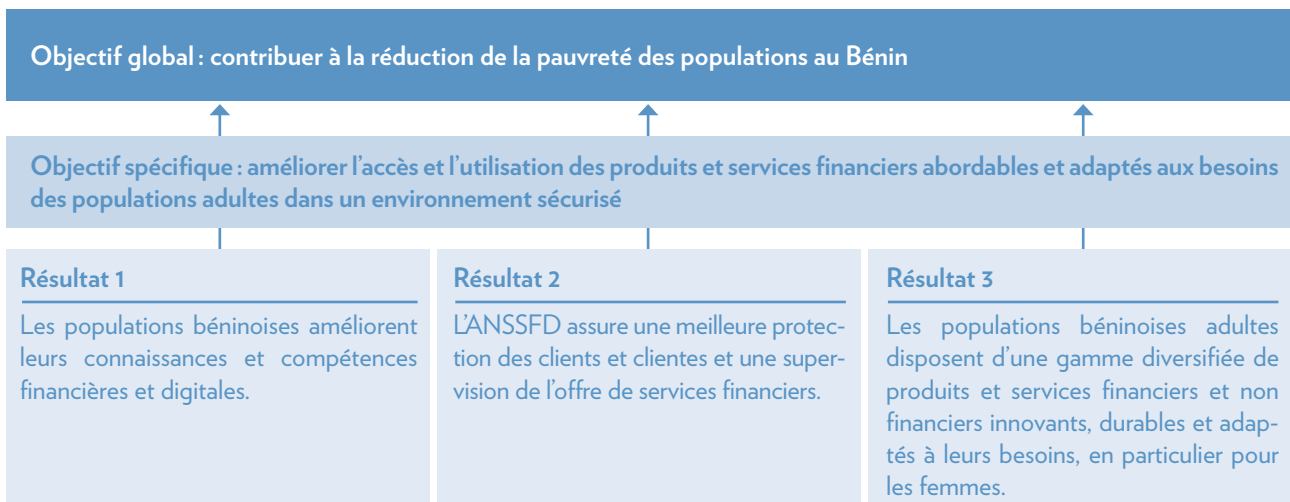 Objectif global : contribuer à la réduction de la pauvreté des populations au Bénin
Objectif spécifique : améliorer l'accès et l'utilisation des produits et services financiers abordables et adaptés aux besoins
des populations adultes dans un environnement sécurisé
Résultat 1
Les populations béninoises améliorent
leurs connaissances et compétences
financières et digitales.
Résultat 2
L'ANSSFD assure une meilleure protec-
tion des clients et clientes et une super-
vision de l'offre de services financiers.
Résultat 3
Les populations béninoises adultes
disposent d'une gamme diversifiée de
produits et services financiers et non
financiers innovants, durables et adap-
tés à leurs besoins, en particulier pour
les femmes.